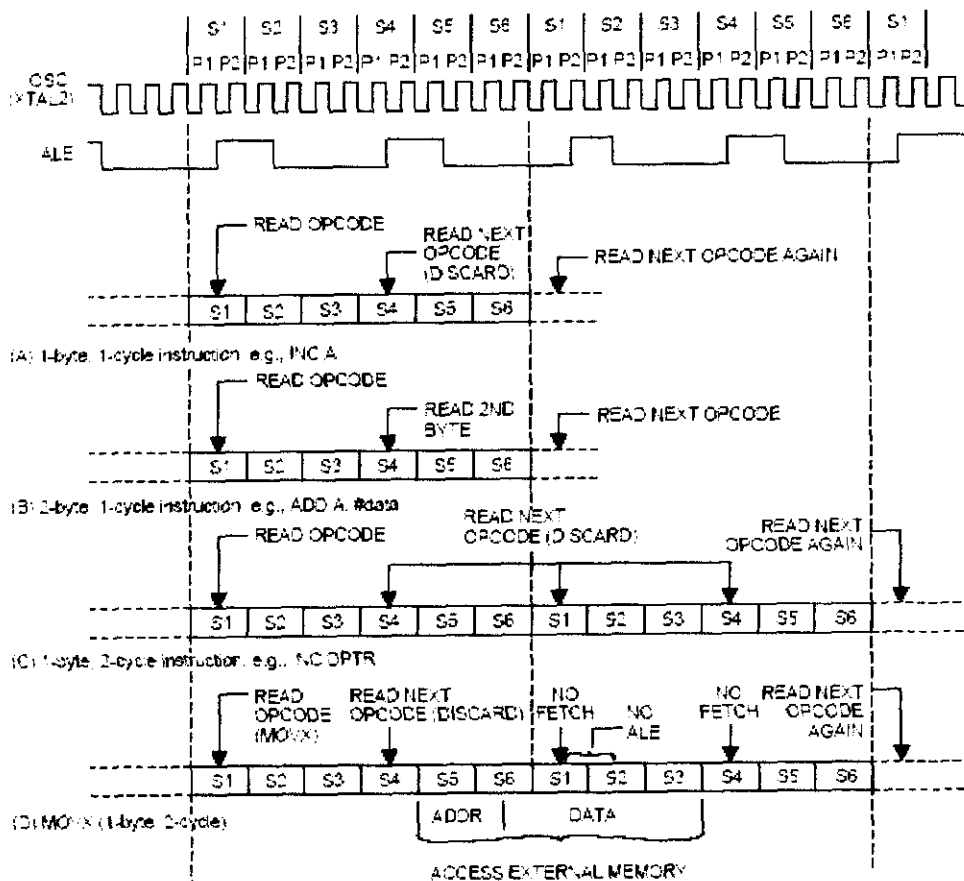 S1 S2 S3 S4 S5 S6 S1 S2 S3 S4 S5 S6 S1
P1 P2 P1 P2 P1 P2 P1 P2 P1 P2 P1 P2 P1 P2 P1 P2 P1 P2 P1 P2 P1 P2 P1 P2 P1 P2
OSC
(XTAL2)
ALE
READ OPCODE
READ NEXT
OPCODE
(DISCARD)
READ NEXT OPCODE AGAIN
S1 S2 S3 S4 S5 S6
(A) 1-byte, 1-cycle instruction, e.g., INC A
READ OPCODE
READ 2ND
BYTE
READ NEXT OPCODE
S1 S2 S3 S4 S5 S6
(B) 2-byte, 1-cycle instruction, e.g., ADD A, #data
READ OPCODE
READ NEXT
OPCODE (DISCARD)
READ NEXT
OPCODE AGAIN
S1 S2 S3 S4 S5 S6 S1 S2 S3 S4 S5 S6
(C) 1-byte, 2-cycle instruction, e.g., INC DPTR
READ
OPCODE
(MOVX)
READ NEXT
OPCODE (DISCARD)
NO
FETCH
NO
ALE
NO
FETCH
READ NEXT
OPCODE
AGAIN
S1 S2 S3 S4 S5 S6 S1 S2 S3 S4 S5 S6
(D) MOVX (1-byte, 2-cycle)
ADDR
DATA
ACCESS EXTERNAL MEMORY